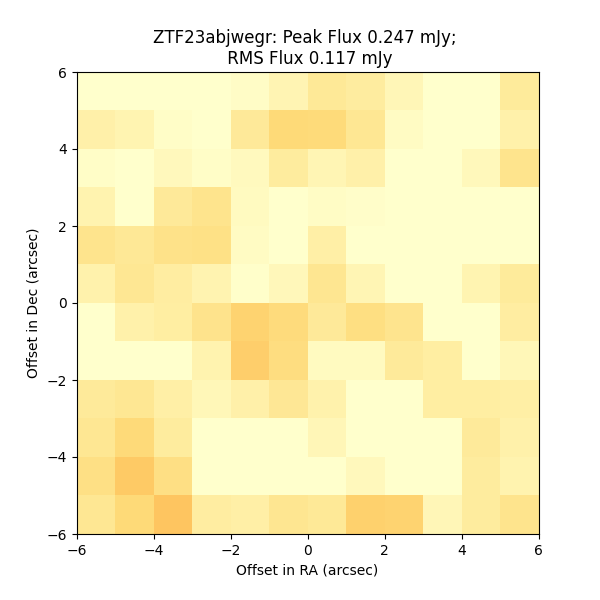 ZTF23abjwegr: Peak Flux 0.247 mJy;
RMS Flux 0.117 mJy
6
4
2
0
−2
−4
−6
Offset in Dec (arcsec)
−6 −4 −2 0 2 4 6
Offset in RA (arcsec)